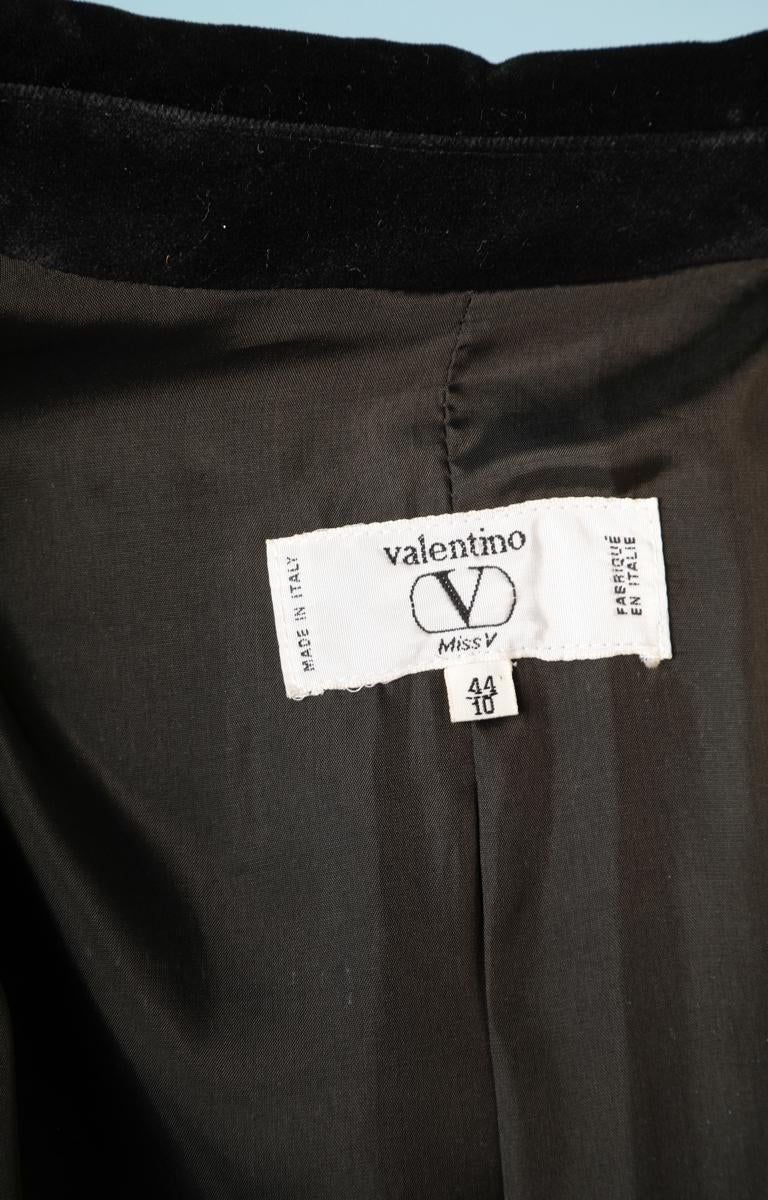 MADE IN ITALY
valentino
V
Miss V
FABRIQUÉ
EN ITALIE
44
10